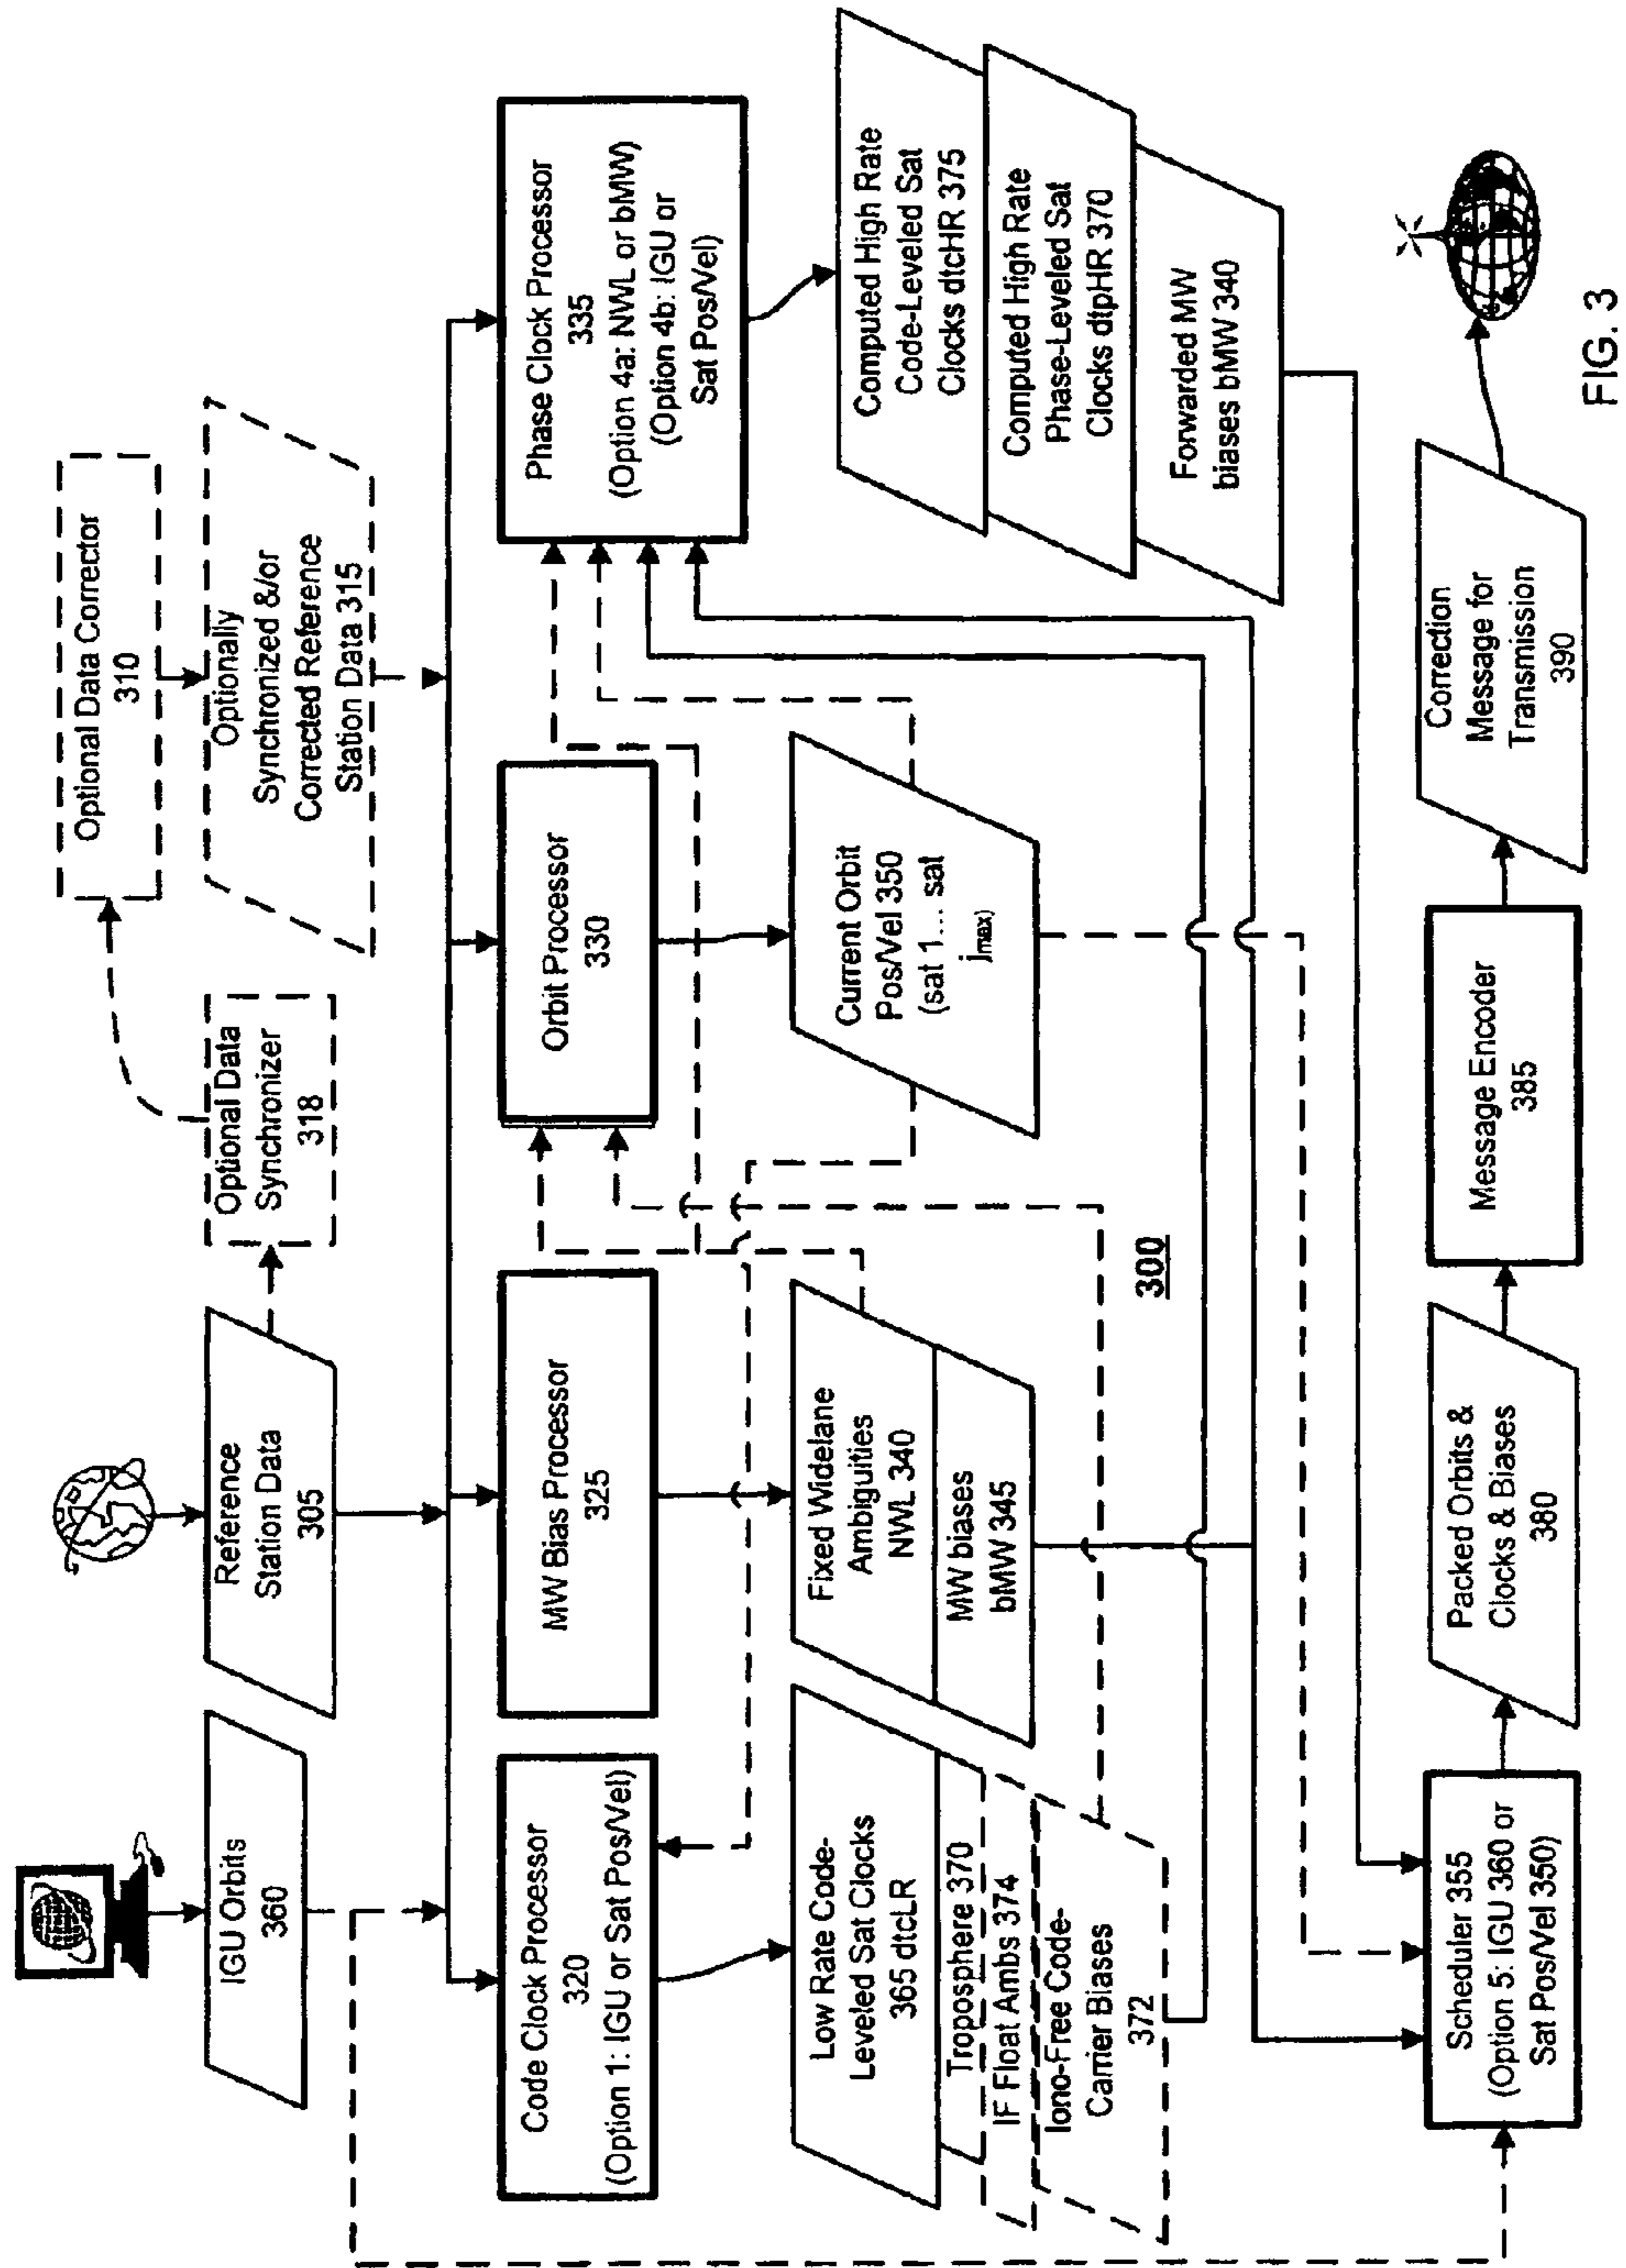 IGU Orbits
360
Reference
Station Data
305
Optional Data
Synchronizer
318
Optional Data Corrector
310
Optionally
Synchronized &/or
Corrected Reference
Station Data 315
Code Clock Processor
320
(Option 1: IGU or Sat Pos/Vel)
MW Bias Processor
325
Orbit Processor
330
Phase Clock Processor
335
(Option 4a: NWL or bMW)
(Option 4b: IGU or
Sat Pos/Vel)
Low Rate Code-
Leveled Sat Clocks
365 dtcLR
Troposphere 370
IF Float Ambs 374
Iono-Free Code-
Carrier Biases
372
Fixed Widelane
Ambiguities
NWL 340
MW biases
bMW 345
Current Orbit
Pos/Vel 350
(sat 1... sat
jmax)
Computed High Rate
Code-Leveled Sat
Clocks dtcHR 375
Computed High Rate
Phase-Leveled Sat
Clocks dtpHR 370
Forwarded MW
biases bMW 340
300
Scheduler 355
(Option 5: IGU 360 or
Sat Pos/Vel 350)
Packed Orbits &
Clocks & Biases
380
Message Encoder
385
Correction
Message for
Transmission
390
FIG. 3